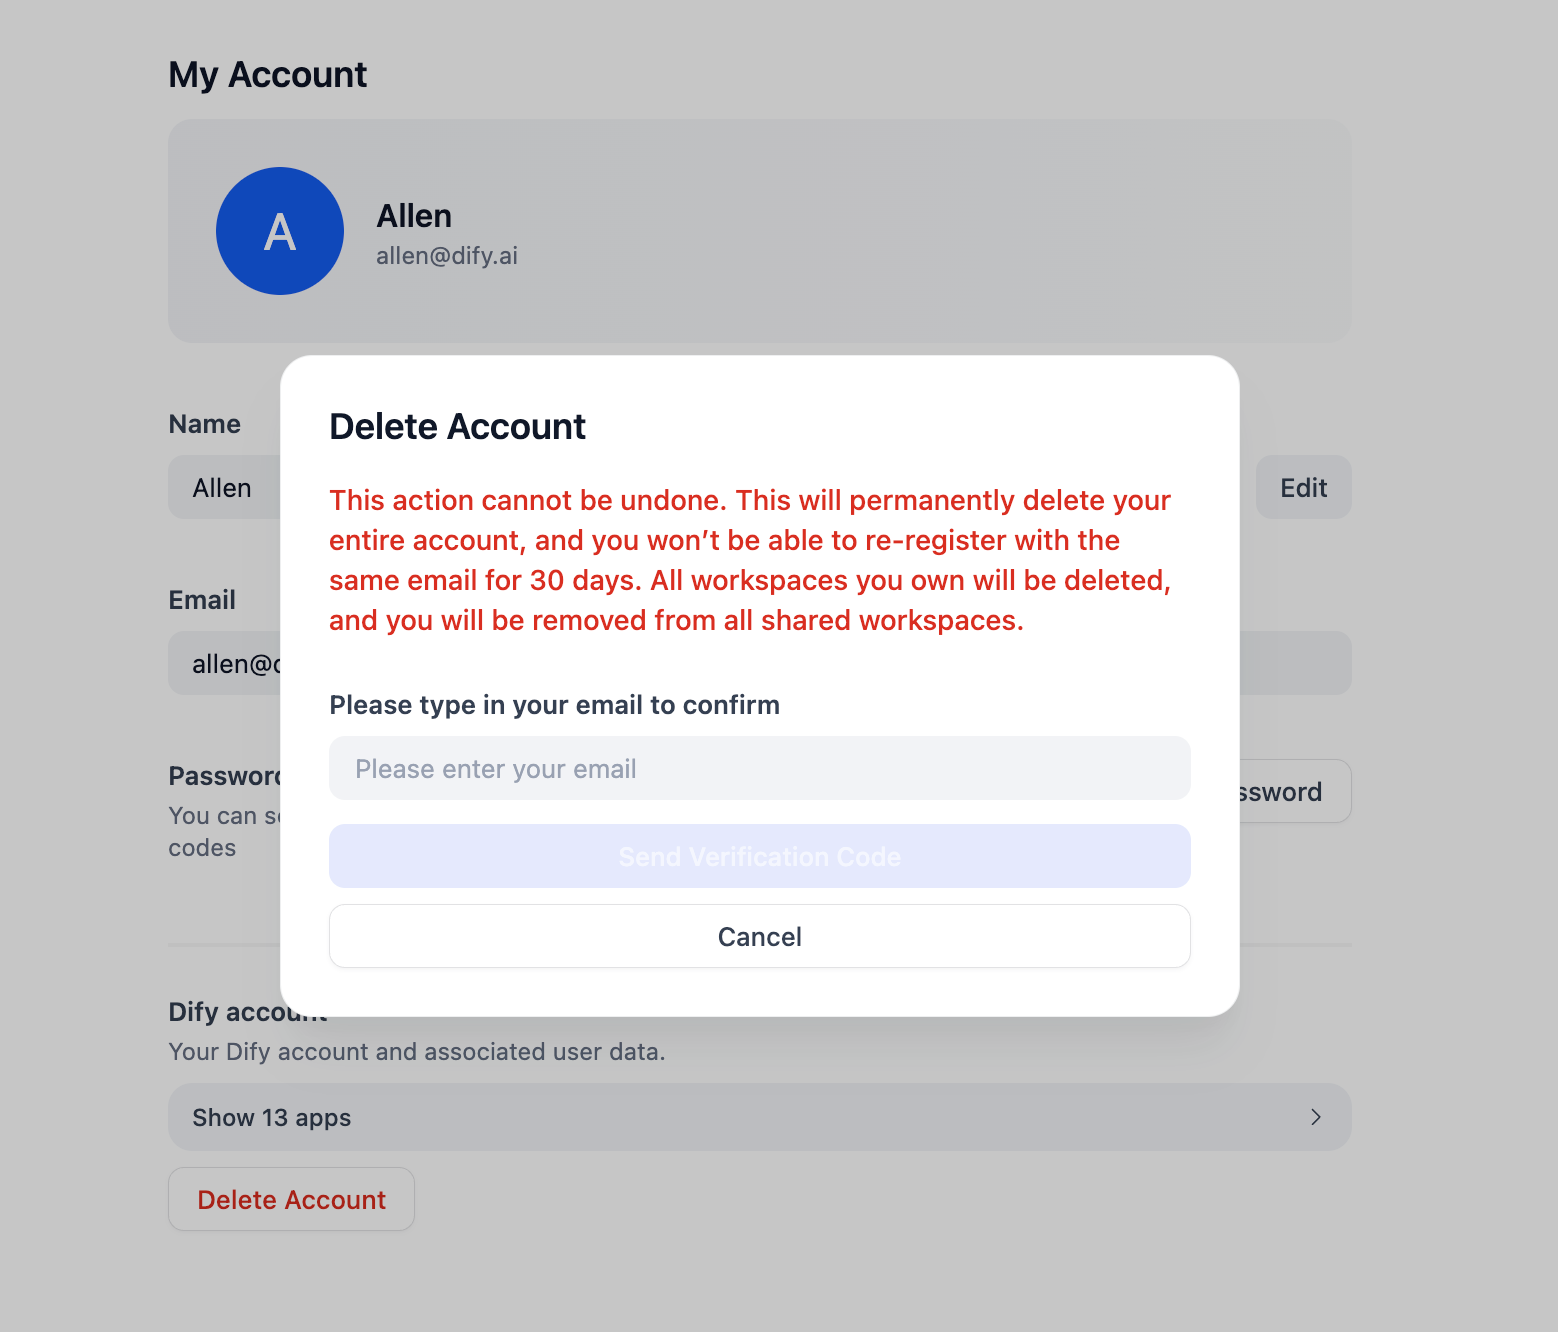 My Account
A
Allen
allen@dify.ai
Name
Allen
Edit
Email
allen@
Delete Account
This action cannot be undone. This will permanently delete your
entire account, and you won’t be able to re-register with the
same email for 30 days. All workspaces you own will be deleted,
and you will be removed from all shared workspaces.
Please type in your email to confirm
Please enter your email
Send Verification Code
Cancel
Password
You can
codes
ssword
Dify account
Your Dify account and associated user data.
Show 13 apps
Delete Account